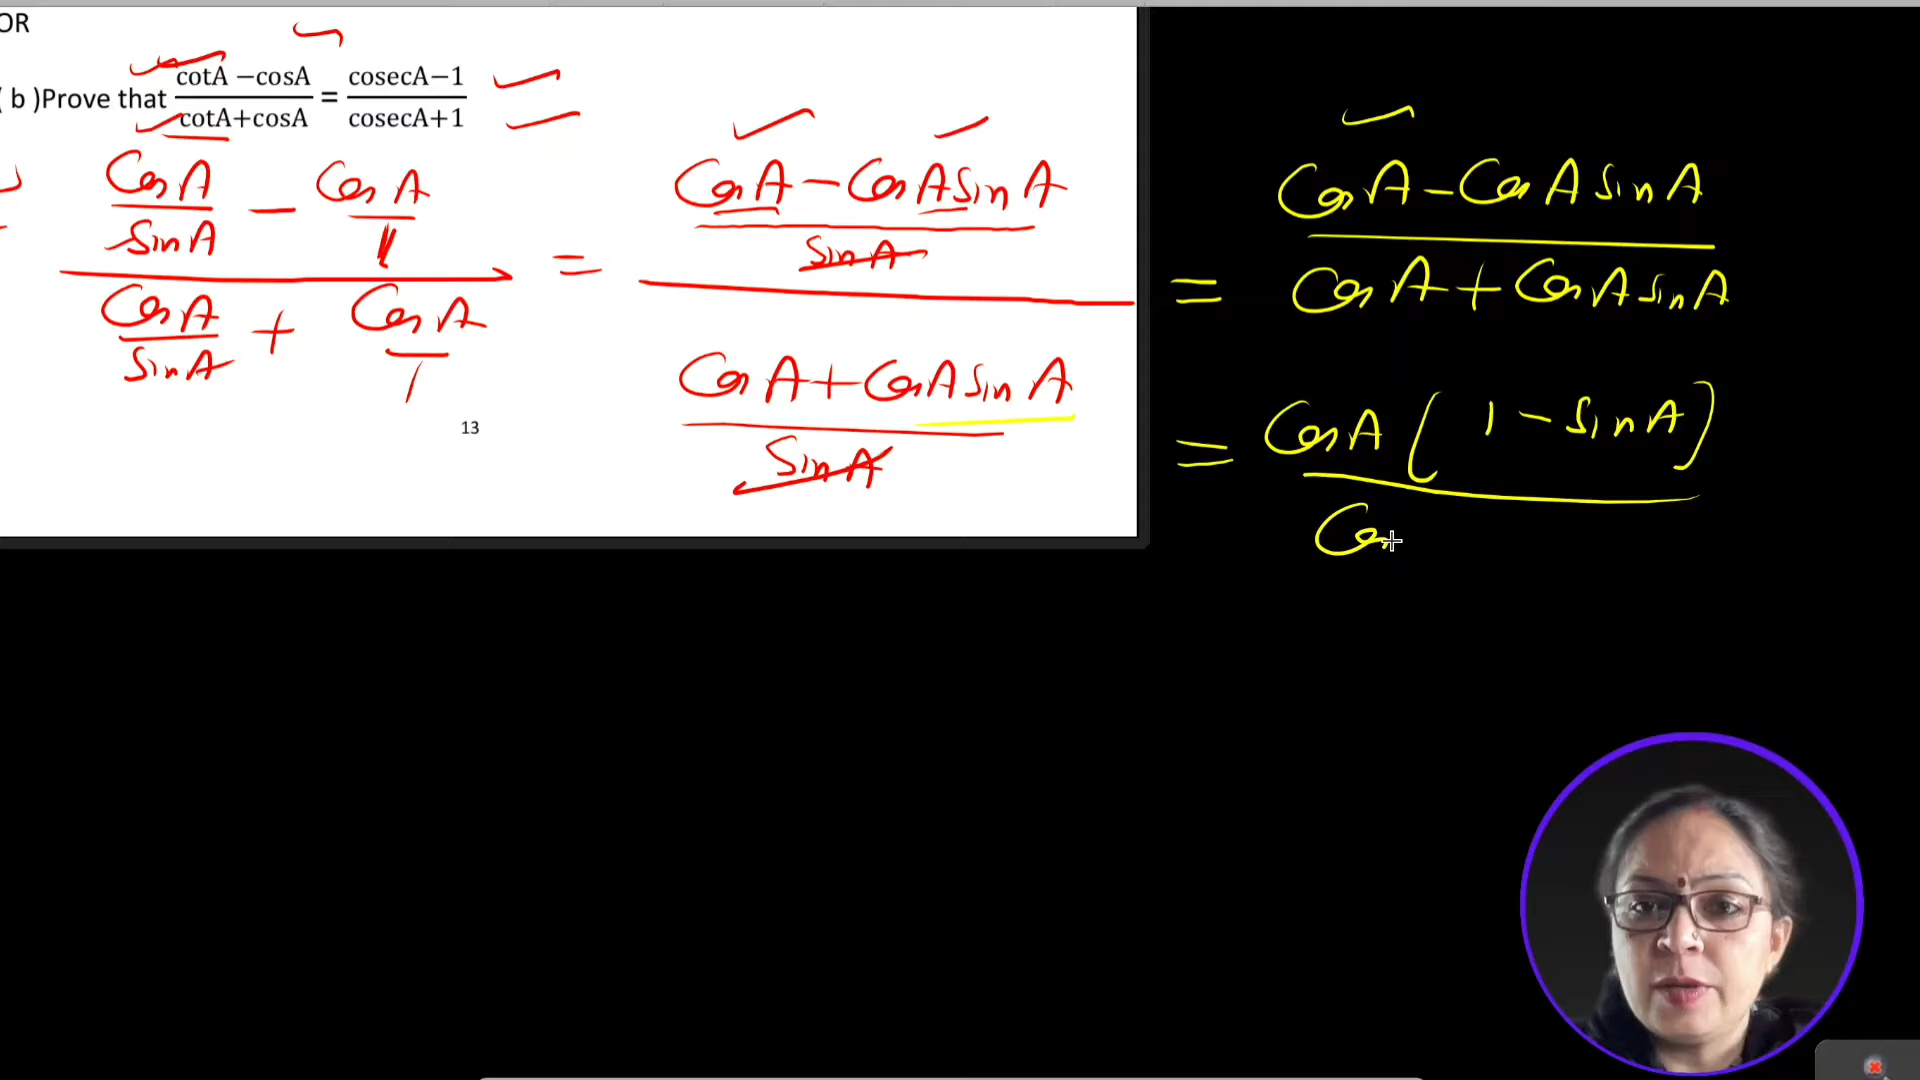 OR
( b )Prove that cotA −cosA / cotA+cosA = cosecA−1 / cosecA+1
CosA / sinA − CosA / 1
CosA / sinA + CosA / 1
= CosA − CosA sinA / sinA
CosA + CosA sinA / sinA
13
= CosA − CosA sinA / CosA + CosA sinA
= CosA ( 1 − sinA ) / Cos